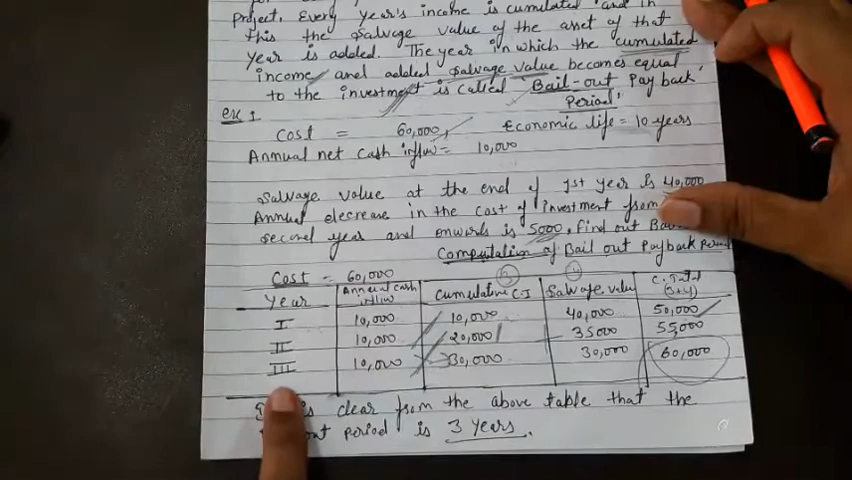 Project. Every year's income is cumulated and in
this the salvage value of the asset of that
year is added. The year in which the cumulated
income and added salvage value becomes equal
to the investment is called 'Bail-out Pay back
Period'
ex 1
Cost = 60,000, Economic life = 10 years
Annual net cash inflow = 10,000
Salvage value at the end of 1st year is 40,000
Annual decrease in the cost of investment from
second year and onwards is 5000, Find out
Computation of Bail out Payback Period
Cost = 60,000
Year Annual cash inflow Cumulative C.I Salvage value C. Total (3+4)
I 10,000 10,000 40,000 50,000
II 10,000 20,000 35000 55,000
III 10,000 30,000 30,000 60,000
is clear from the above table that the
period is 3 years.